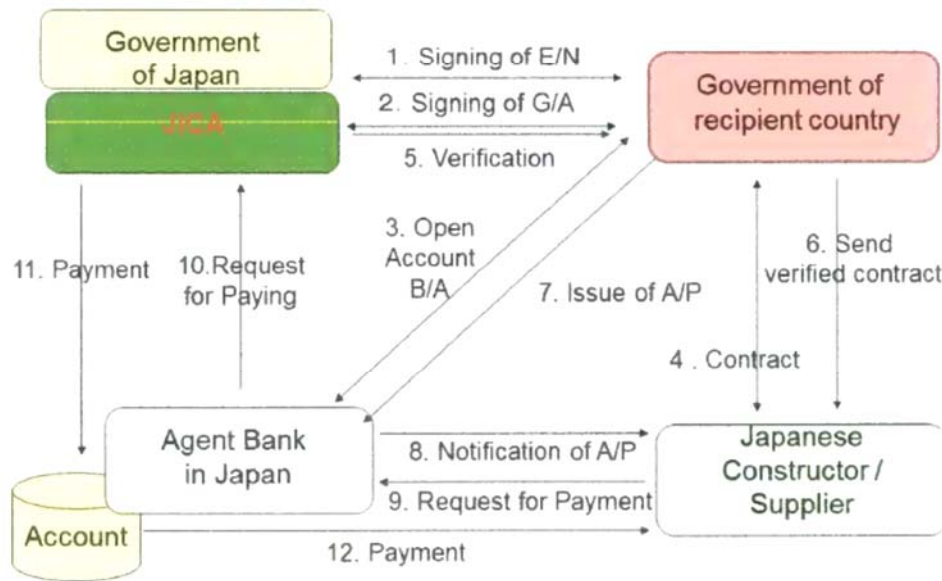 Government
of Japan
JICA
1. Signing of E/N
2. Signing of G/A
5. Verification
Government of
recipient country
3. Open
Account
B/A
7. Issue of A/P
6. Send
verified contract
11. Payment
10.Request
for Paying
4 . Contract
Agent Bank
in Japan
8. Notification of A/P
9. Request for Payment
Japanese
Constructor /
Supplier
Account
12. Payment